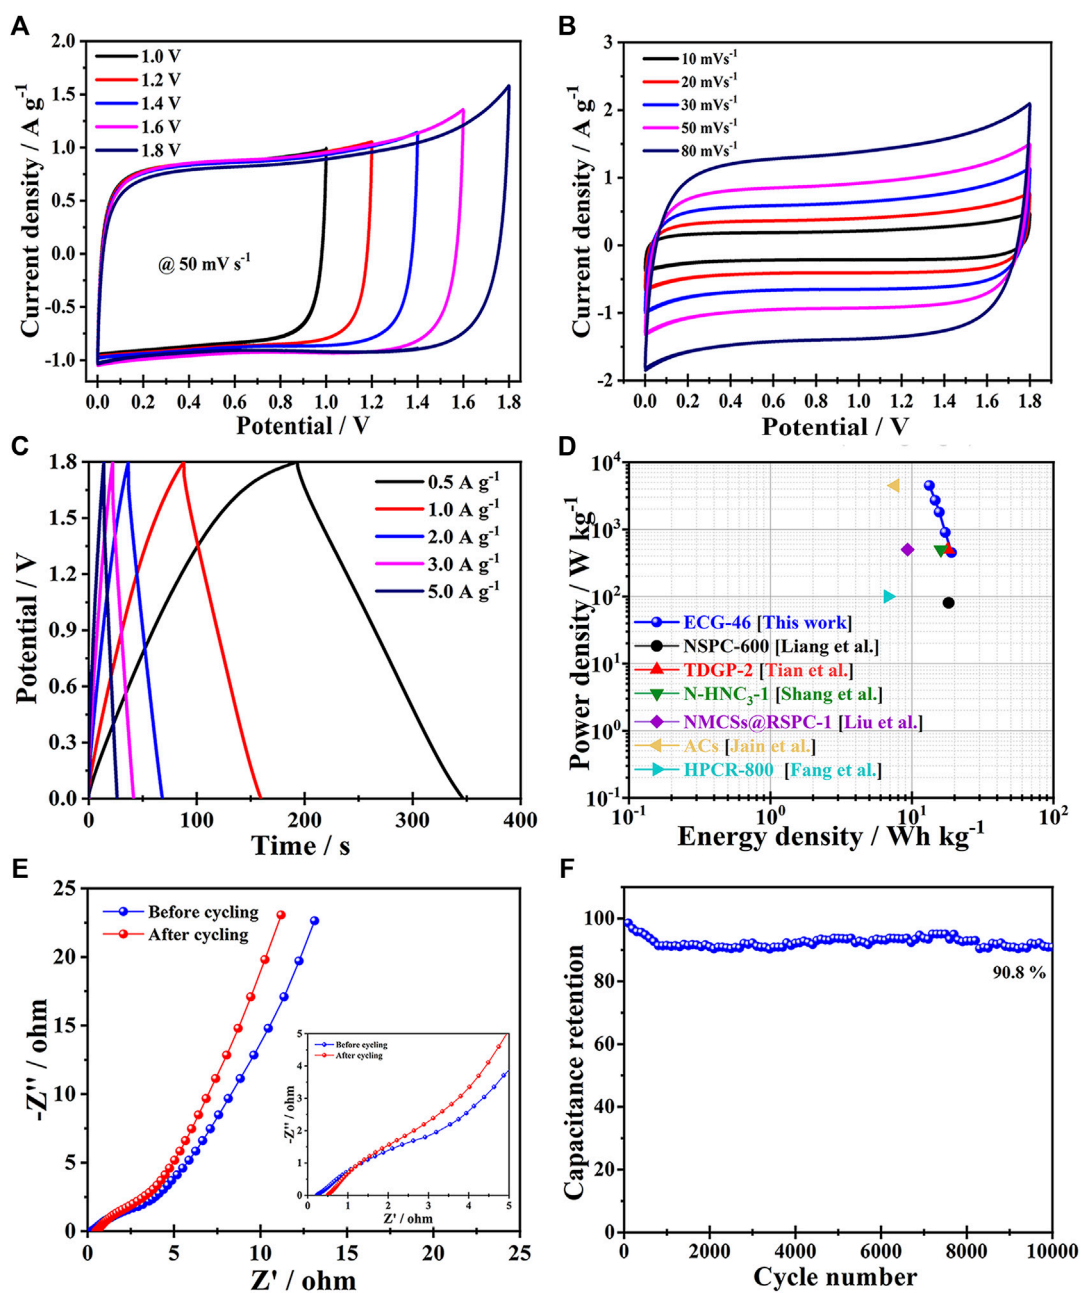 A
Current density / A g⁻¹
2.0
1.5
1.0
0.5
0.0
-0.5
-1.0
1.0 V
1.2 V
1.4 V
1.6 V
1.8 V
@ 50 mV s⁻¹
0.0 0.2 0.4 0.6 0.8 1.0 1.2 1.4 1.6 1.8
Potential / V
B
Current density / A g⁻¹
3
2
1
0
-1
-2
10 mVs⁻¹
20 mVs⁻¹
30 mVs⁻¹
50 mVs⁻¹
80 mVs⁻¹
0.0 0.2 0.4 0.6 0.8 1.0 1.2 1.4 1.6 1.8
Potential / V
C
Potential / V
1.8
1.5
1.2
0.9
0.6
0.3
0.0
0.5 A g⁻¹
1.0 A g⁻¹
2.0 A g⁻¹
3.0 A g⁻¹
5.0 A g⁻¹
0 100 200 300 400
Time / s
D
Power density / W kg⁻¹
10⁴
10³
10²
10¹
10⁰
10⁻¹
ECG-46 [This work]
NSPC-600 [Liang et al.]
TDGP-2 [Tian et al.]
N-HNC₃-1 [Shang et al.]
NMCSs@RSPC-1 [Liu et al.]
ACs [Jain et al.]
HPCR-800 [Fang et al.]
10⁻¹ 10⁰ 10¹ 10²
Energy density / Wh kg⁻¹
E
-Z'' / ohm
25
20
15
10
5
0
Before cycling
After cycling
-Z'' / ohm
5
4
3
2
1
0
Before cycling
After cycling
0 1 2 3 4 5
Z' / ohm
0 5 10 15 20 25
Z' / ohm
F
Capacitance retention
100
80
60
40
20
0
90.8 %
0 2000 4000 6000 8000 10000
Cycle number